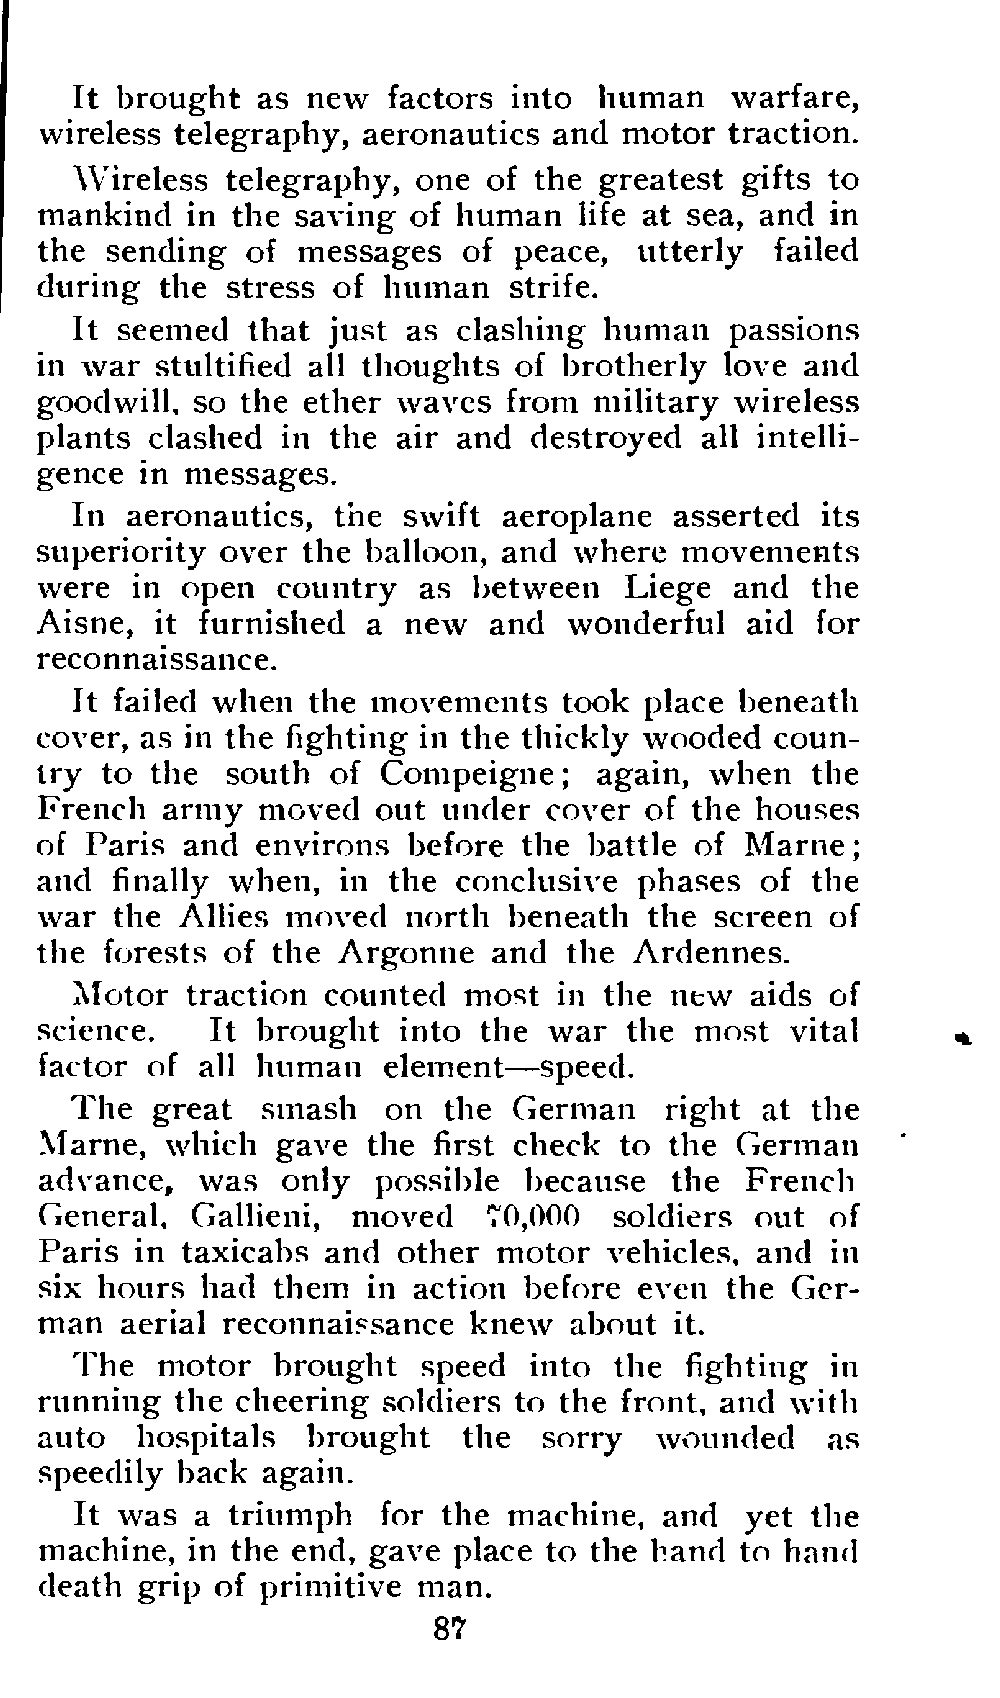 It brought as new factors into human warfare,
wireless telegraphy, aeronautics and motor traction.
Wireless telegraphy, one of the greatest gifts to
mankind in the saving of human life at sea, and in
the sending of messages of peace, utterly failed
during the stress of human strife.
It seemed that just as clashing human passions
in war stultified all thoughts of brotherly love and
goodwill, so the ether waves from military wireless
plants clashed in the air and destroyed all intelli-
gence in messages.
In aeronautics, the swift aeroplane asserted its
superiority over the balloon, and where movements
were in open country as between Liege and the
Aisne, it furnished a new and wonderful aid for
reconnaissance.
It failed when the movements took place beneath
cover, as in the fighting in the thickly wooded coun-
try to the south of Compeigne; again, when the
French army moved out under cover of the houses
of Paris and environs before the battle of Marne;
and finally when, in the conclusive phases of the
war the Allies moved north beneath the screen of
the forests of the Argonne and the Ardennes.
Motor traction counted most in the new aids of
science. It brought into the war the most vital
factor of all human element—speed.
The great smash on the German right at the
Marne, which gave the first check to the German
advance, was only possible because the French
General, Gallieni, moved 70,000 soldiers out of
Paris in taxicabs and other motor vehicles, and in
six hours had them in action before even the Ger-
man aerial reconnaissance knew about it.
The motor brought speed into the fighting in
running the cheering soldiers to the front, and with
auto hospitals brought the sorry wounded as
speedily back again.
It was a triumph for the machine, and yet the
machine, in the end, gave place to the hand to hand
death grip of primitive man.
87